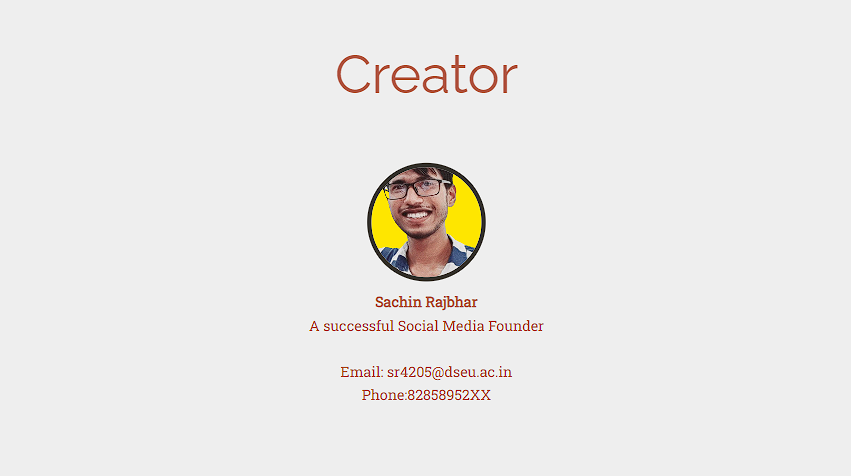 Creator
Sachin Rajbhar
A successful Social Media Founder
Email: sr4205@dseu.ac.in
Phone:82858952XX